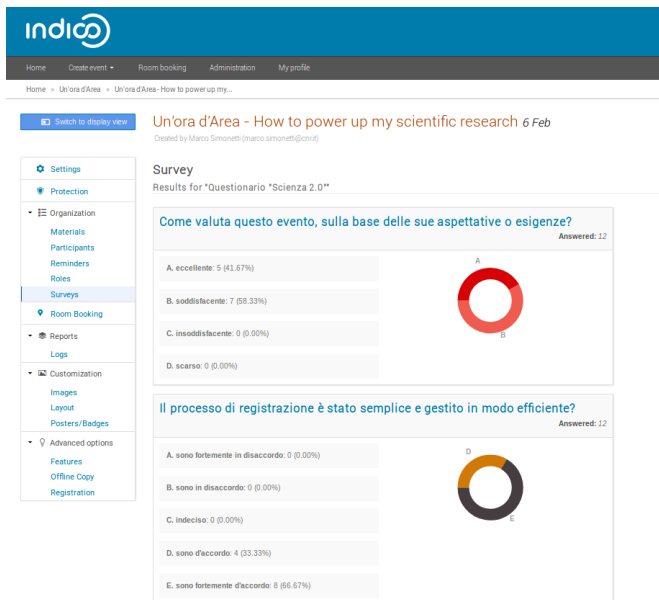 indico
Home Create event Room booking Administration My profile
Home » Un'ora d'Area » Un'ora d'Area - How to power up my...
Switch to display view
Un'ora d'Area - How to power up my scientific research 6 Feb
Created by Marco Simonetti (marco.simonetti@cnr.it)
Settings
Protection
Organization
Materials
Participants
Reminders
Roles
Surveys
Room Booking
Reports
Logs
Customization
Images
Layout
Posters/Badges
Advanced options
Features
Offline Copy
Registration
Survey
Results for "Questionario "Scienza 2.0""
Come valuta questo evento, sulla base delle sue aspettative o esigenze?
Answered: 12
A. eccellente: 5 (41.67%)
B. soddisfacente: 7 (58.33%)
C. insoddisfacente: 0 (0.00%)
D. scarso: 0 (0.00%)
A
B
Il processo di registrazione è stato semplice e gestito in modo efficiente?
Answered: 12
A. sono fortemente in disaccordo: 0 (0.00%)
B. sono in disaccordo: 0 (0.00%)
C. indeciso: 0 (0.00%)
D. sono d'accordo: 4 (33.33%)
E. sono fortemente d'accordo: 8 (66.67%)
D
E